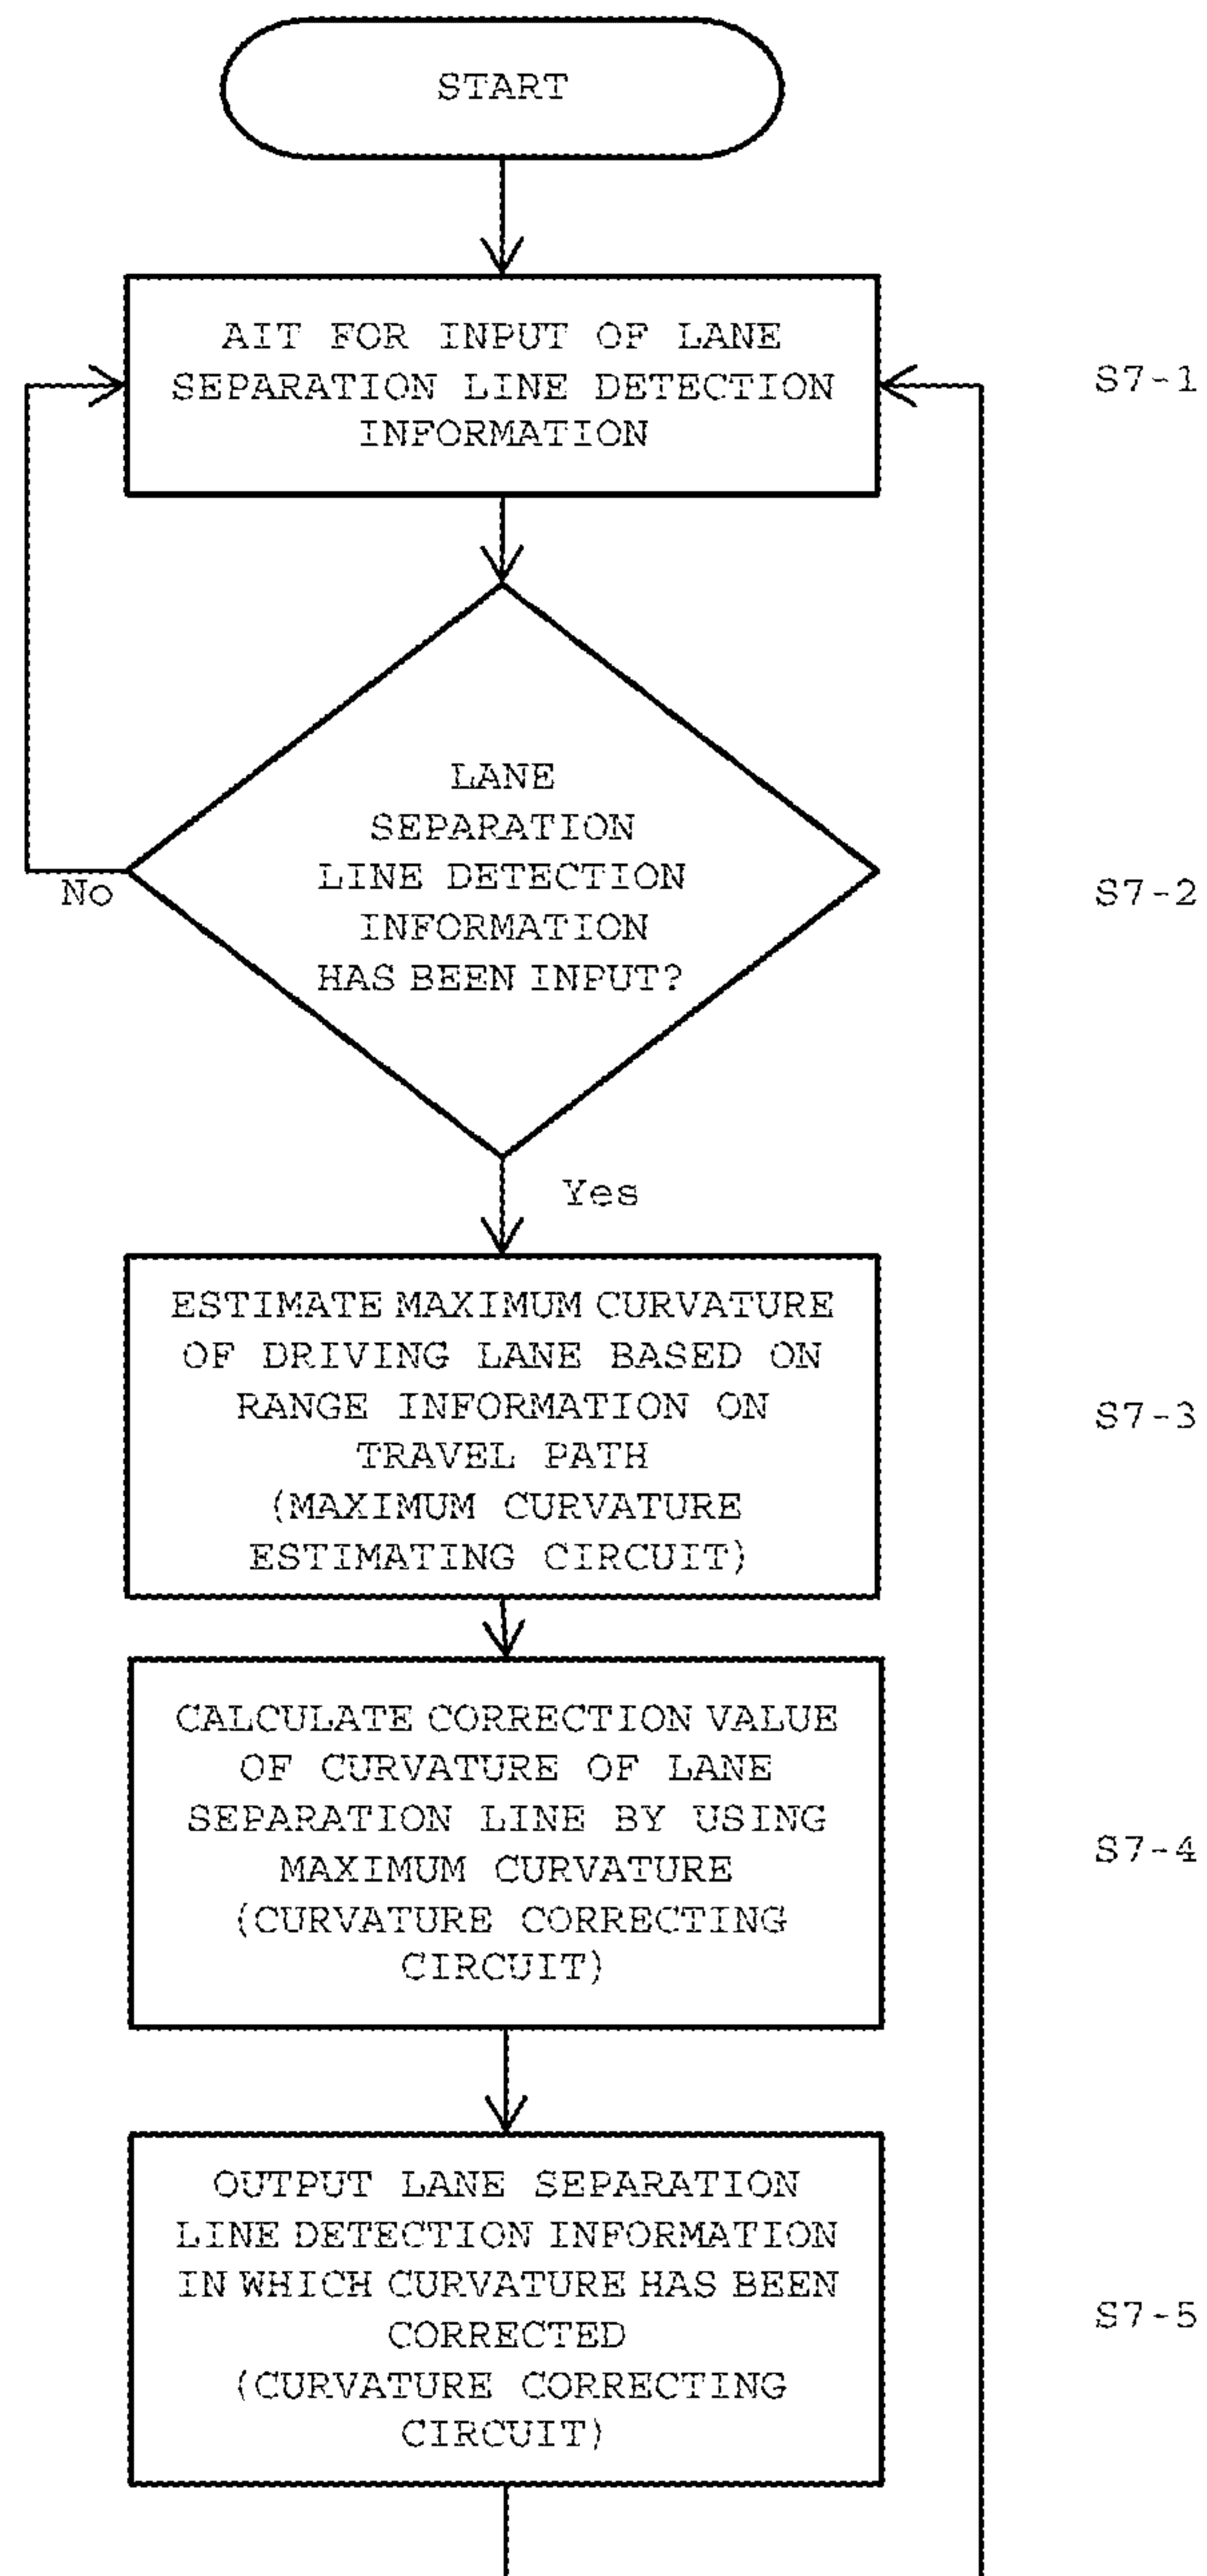 START
AIT FOR INPUT OF LANE
SEPARATION LINE DETECTION
INFORMATION
S7-1
LANE
SEPARATION
LINE DETECTION
INFORMATION
HAS BEEN INPUT?
No
S7-2
Yes
ESTIMATE MAXIMUM CURVATURE
OF DRIVING LANE BASED ON
RANGE INFORMATION ON
TRAVEL PATH
(MAXIMUM CURVATURE
ESTIMATING CIRCUIT)
S7-3
CALCULATE CORRECTION VALUE
OF CURVATURE OF LANE
SEPARATION LINE BY USING
MAXIMUM CURVATURE
(CURVATURE CORRECTING
CIRCUIT)
S7-4
OUTPUT LANE SEPARATION
LINE DETECTION INFORMATION
IN WHICH CURVATURE HAS BEEN
CORRECTED
(CURVATURE CORRECTING
CIRCUIT)
S7-5